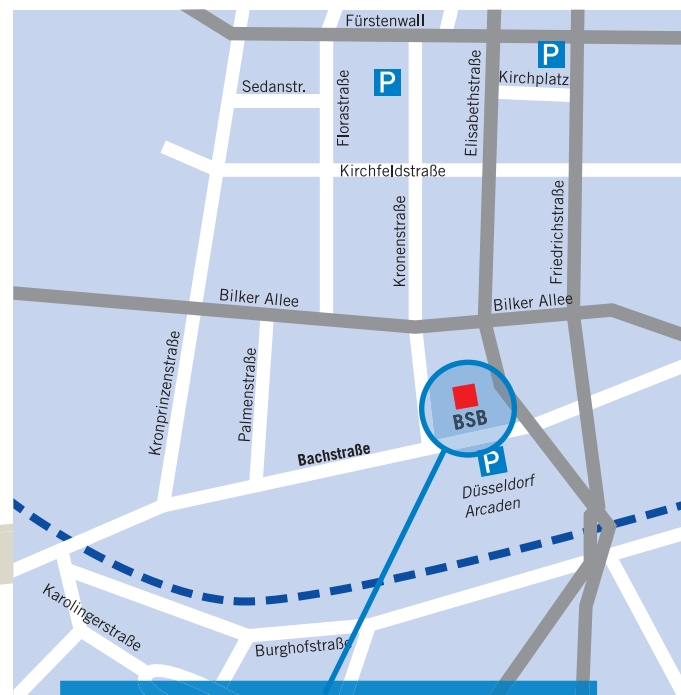 Fürstenwall
P
Kirchplatz
P
Sedanstr.
Florastraße
Elisabethstraße
Kirchfeldstraße
Kronenstraße
Friedrichstraße
Bilker Allee
Bilker Allee
Kronprinzenstraße
Palmenstraße
BSB
Bachstraße
P
Düsseldorf
Arcaden
Karolingerstraße
Burghofstraße